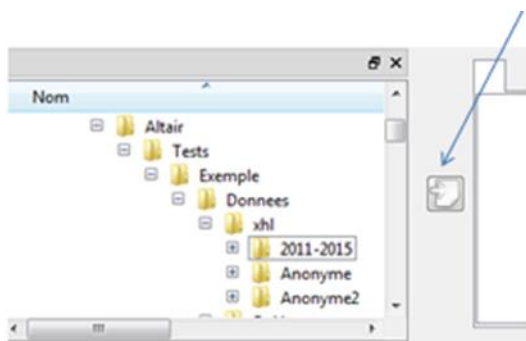 Nom
Altair
Tests
Exemple
Donnees
xhl
2011-2015
Anonyme
Anonyme2